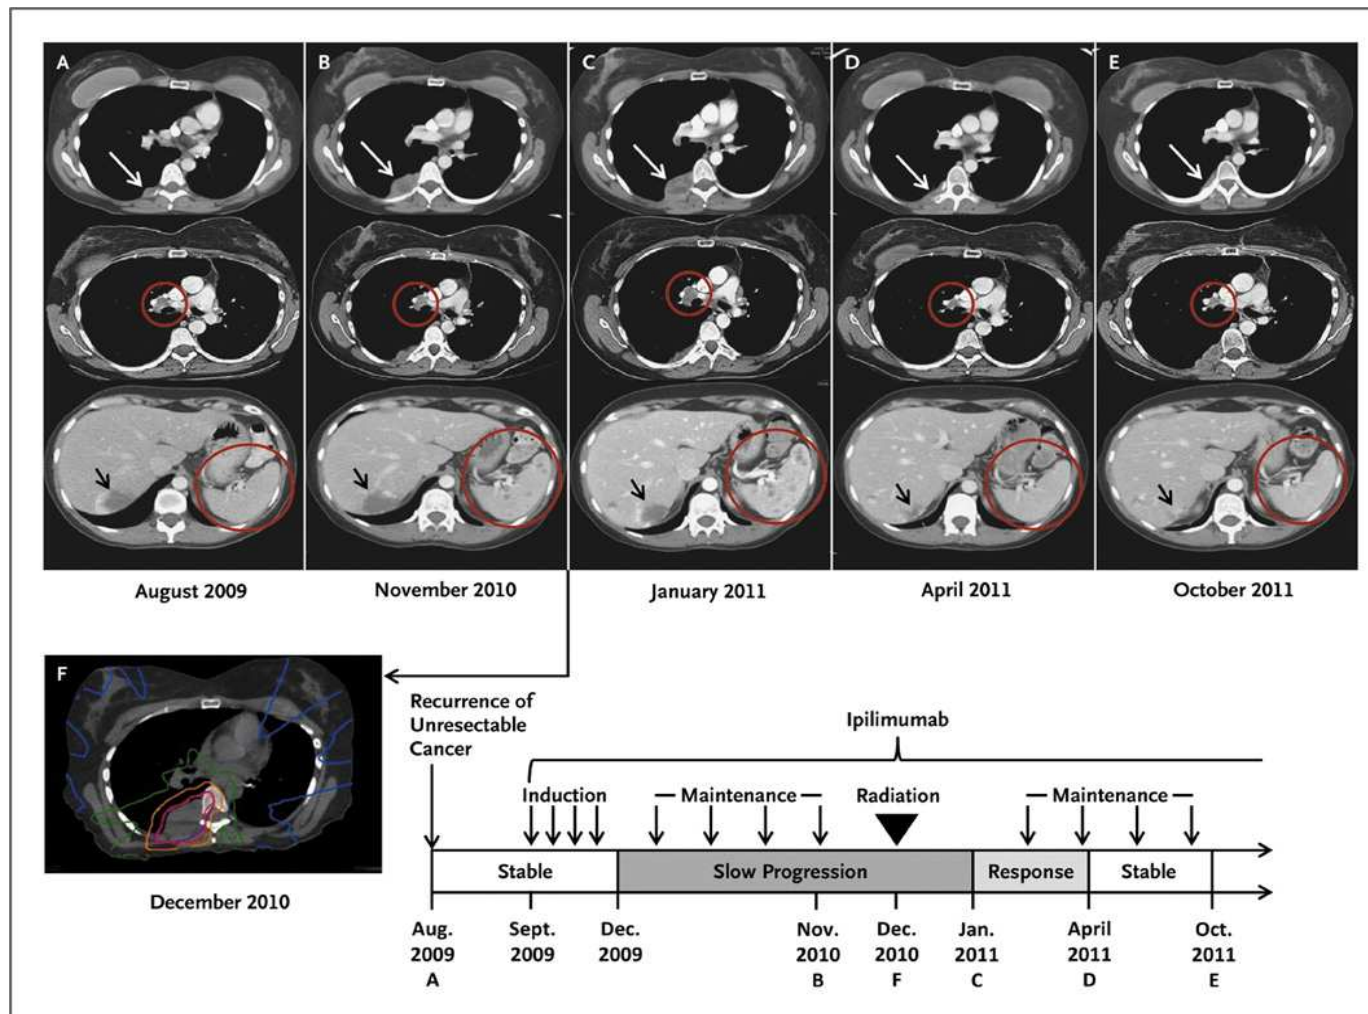 A
B
C
D
E
August 2009
November 2010
January 2011
April 2011
October 2011
F
December 2010
Recurrence of
Unresectable
Cancer
Ipilimumab
Induction
Maintenance
Radiation
Maintenance
Stable
Slow Progression
Response
Stable
Aug.
2009
A
Sept.
2009
Dec.
2009
Nov.
2010
B
Dec.
2010
F
Jan.
2011
C
April
2011
D
Oct.
2011
E